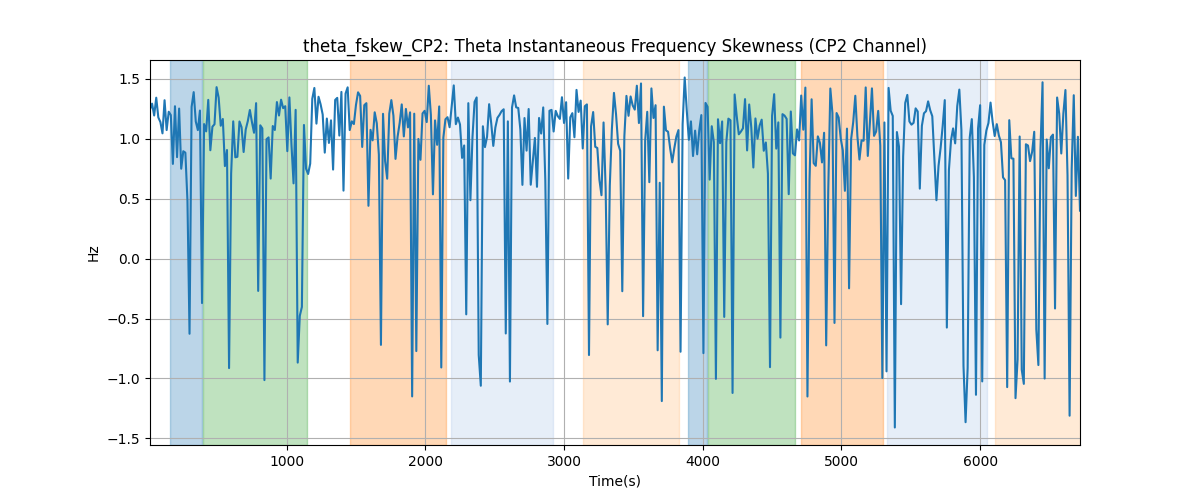 theta_fskew_CP2: Theta Instantaneous Frequency Skewness (CP2 Channel)
1.5
1.0
0.5
0.0
−0.5
−1.0
−1.5
Hz
1000 2000 3000 4000 5000 6000
Time(s)